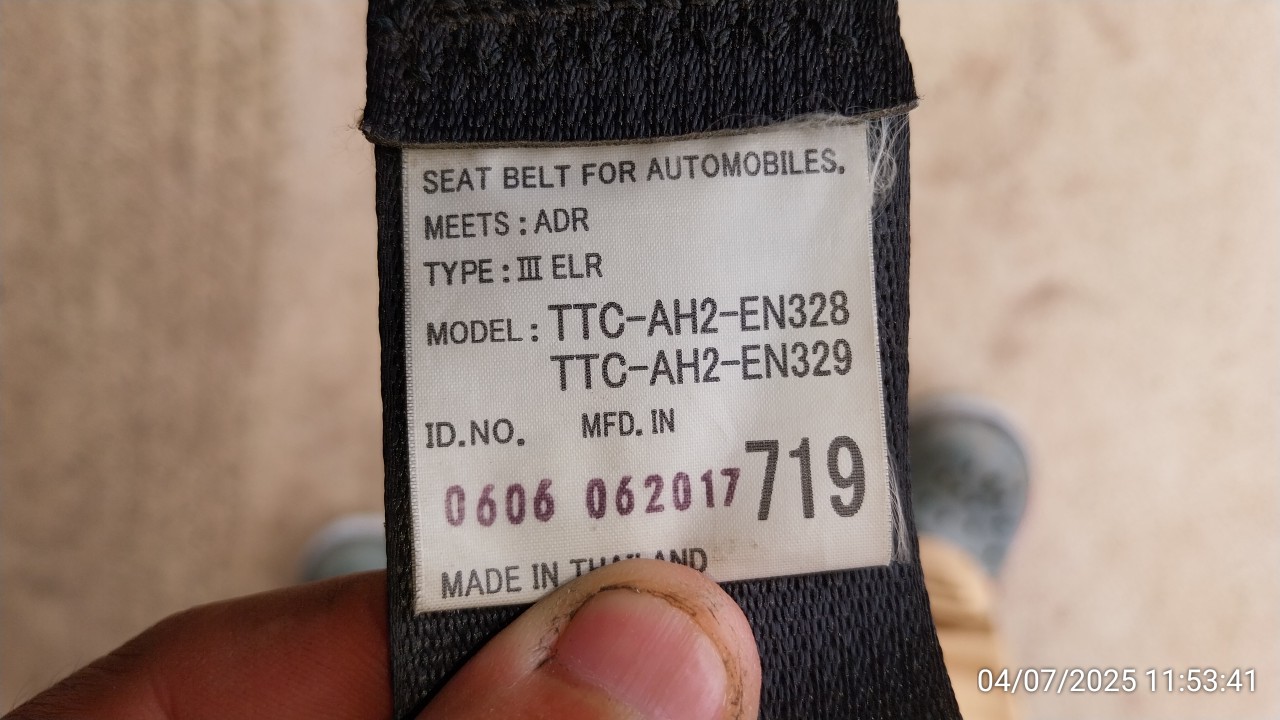 SEAT BELT FOR AUTOMOBILES.
MEETS : ADR
TYPE : Ⅲ ELR
MODEL : TTC-AH2-EN328
TTC-AH2-EN329
ID.NO. MFD. IN
0606 062017 719
MADE IN THAILAND
04/07/2025 11:53:41